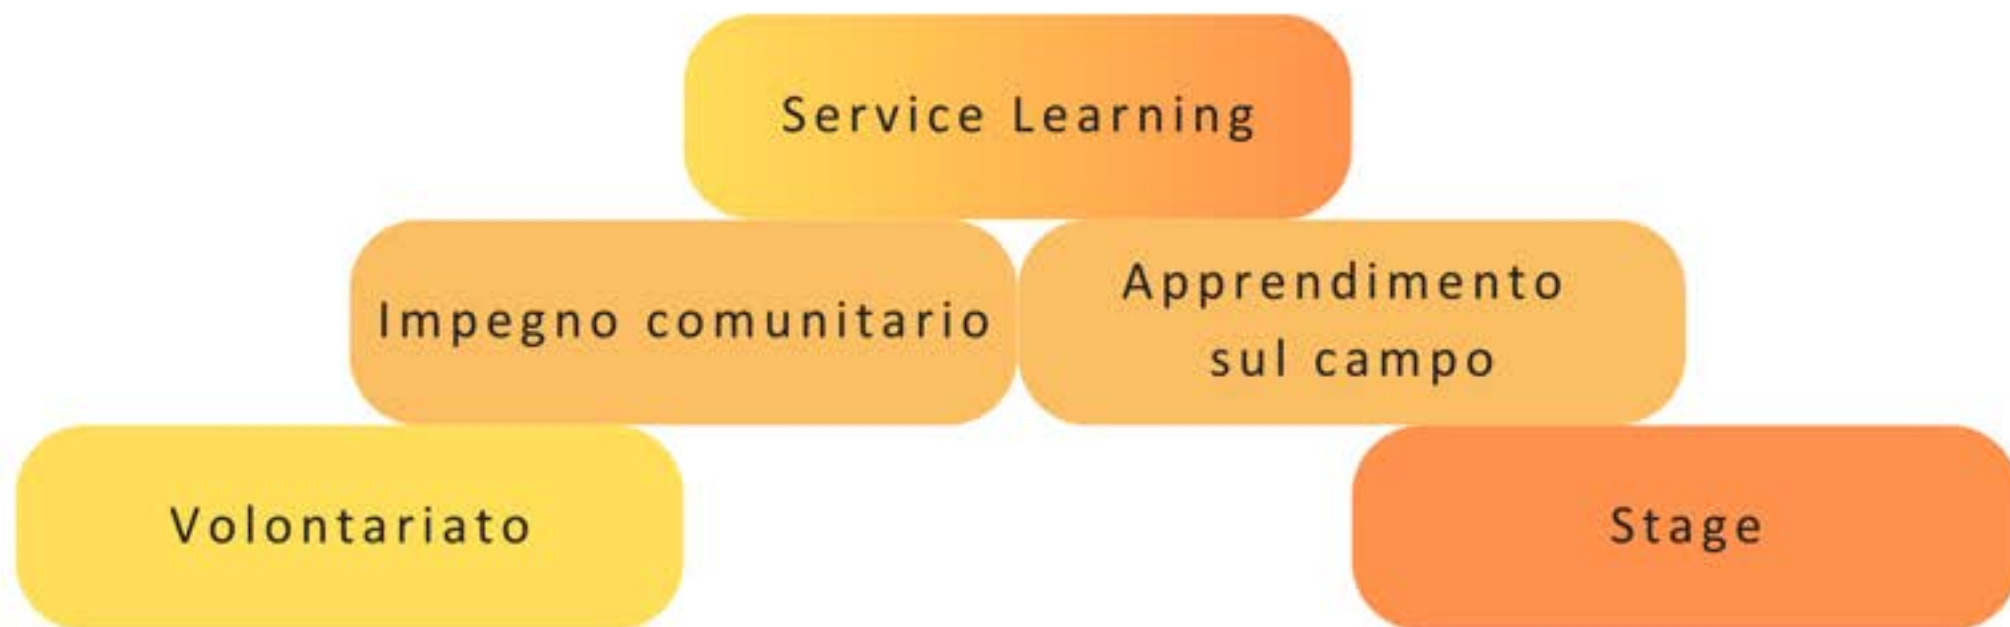 Service Learning
Impegno comunitario
Apprendimento
sul campo
Volontariato
Stage